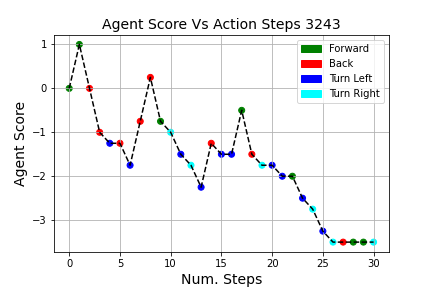 Agent Score Vs Action Steps 3243
Forward
Back
Turn Left
Turn Right
1
0
−1
−2
−3
Agent Score
0 5 10 15 20 25 30
Num. Steps